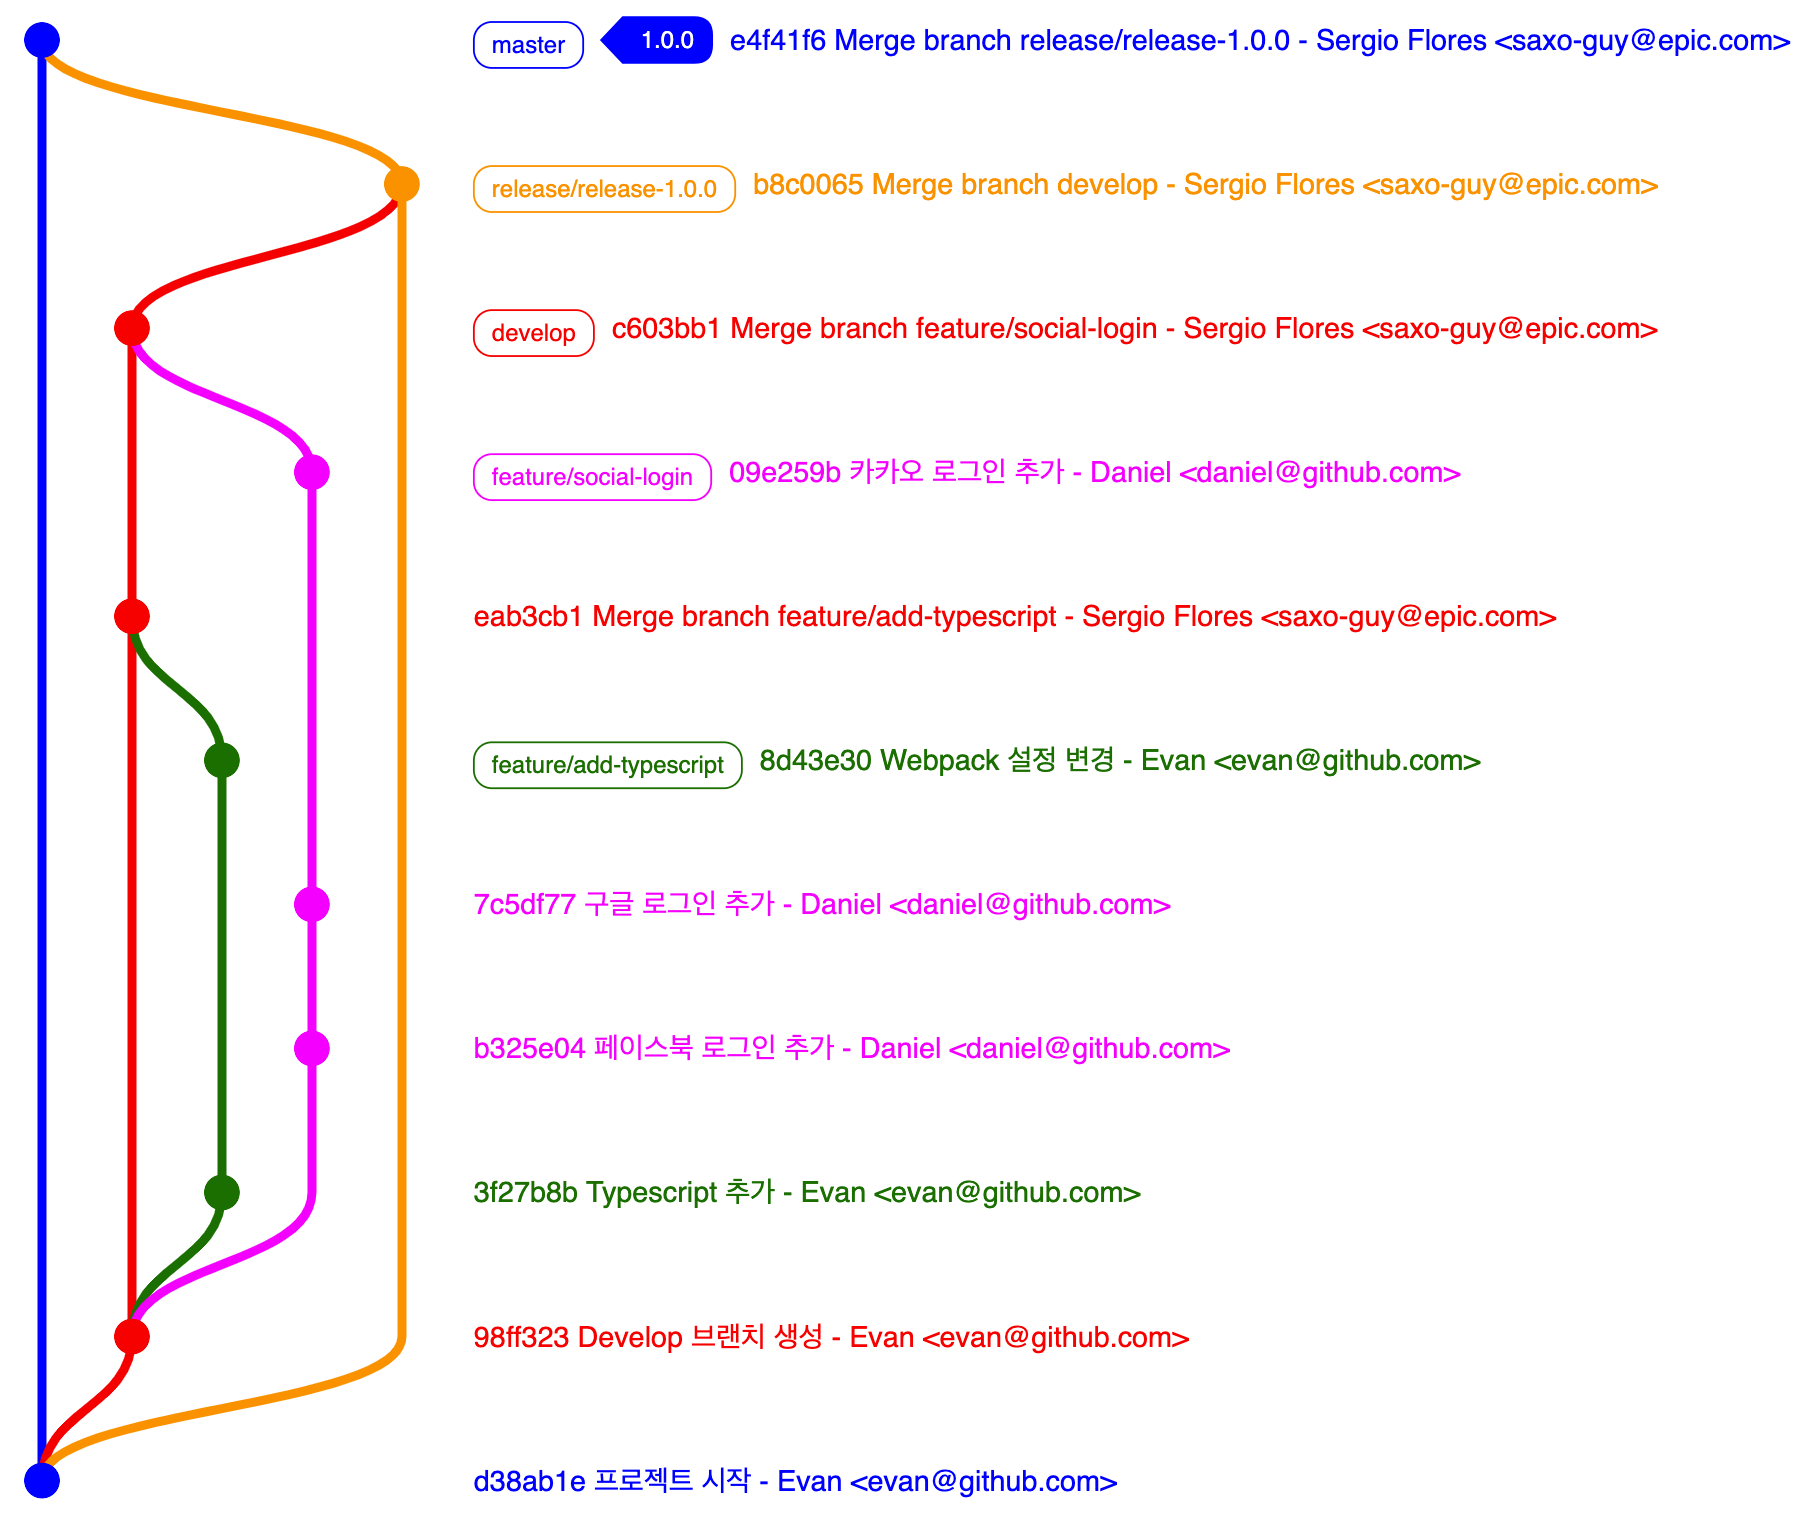 master 1.0.0 e4f41f6 Merge branch release/release-1.0.0 - Sergio Flores <saxo-guy@epic.com>
release/release-1.0.0 b8c0065 Merge branch develop - Sergio Flores <saxo-guy@epic.com>
develop c603bb1 Merge branch feature/social-login - Sergio Flores <saxo-guy@epic.com>
feature/social-login 09e259b 카카오 로그인 추가 - Daniel <daniel@github.com>
eab3cb1 Merge branch feature/add-typescript - Sergio Flores <saxo-guy@epic.com>
feature/add-typescript 8d43e30 Webpack 설정 변경 - Evan <evan@github.com>
7c5df77 구글 로그인 추가 - Daniel <daniel@github.com>
b325e04 페이스북 로그인 추가 - Daniel <daniel@github.com>
3f27b8b Typescript 추가 - Evan <evan@github.com>
98ff323 Develop 브랜치 생성 - Evan <evan@github.com>
d38ab1e 프로젝트 시작 - Evan <evan@github.com>